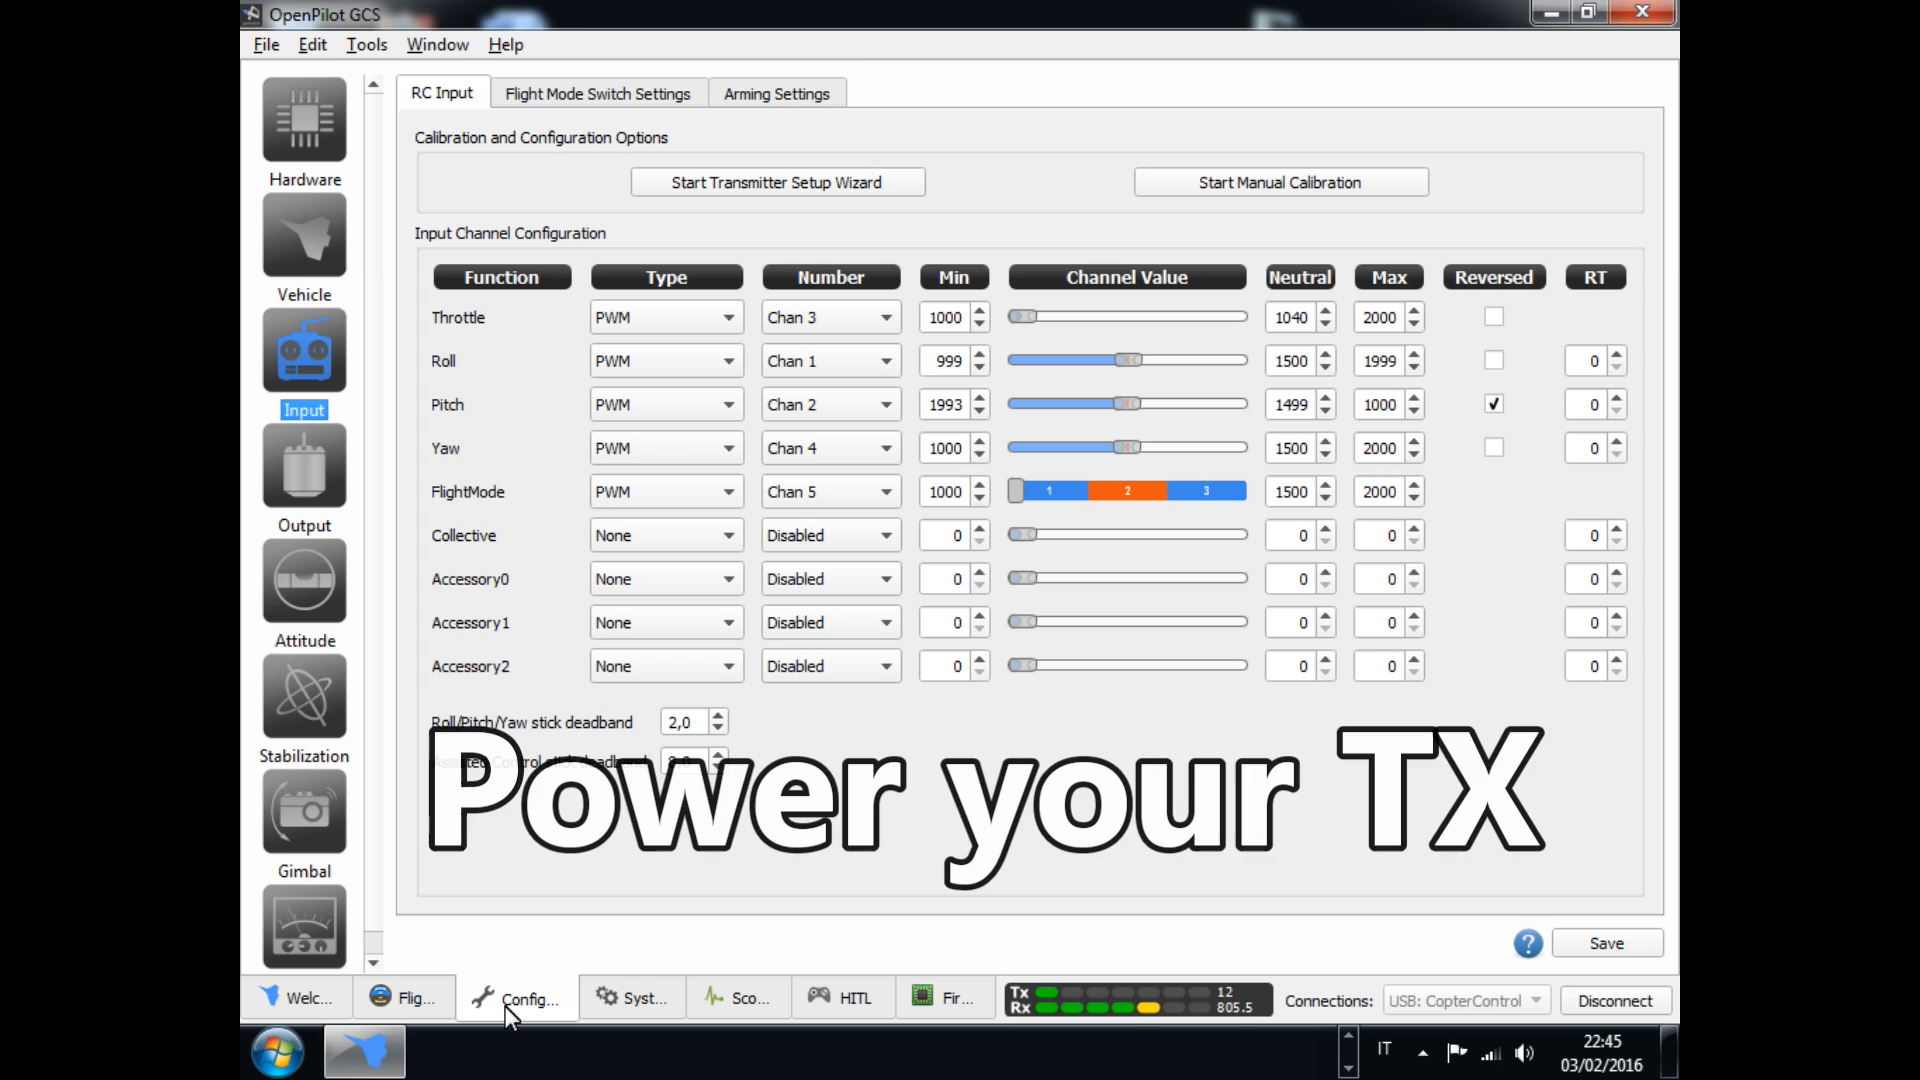 OpenPilot GCS
File Edit Tools Window Help
RC Input Flight Mode Switch Settings Arming Settings
Calibration and Configuration Options
Start Transmitter Setup Wizard Start Manual Calibration
Input Channel Configuration
Function Type Number Min Channel Value Neutral Max Reversed RT
Throttle PWM Chan 3 1000 1040 2000
Roll PWM Chan 1 999 1500 1999 0
Pitch PWM Chan 2 1993 1499 1000 0
Yaw PWM Chan 4 1000 1500 2000 0
FlightMode PWM Chan 5 1000 1 2 3 1500 2000
Collective None Disabled 0 0 0 0
Accessory0 None Disabled 0 0 0 0
Accessory1 None Disabled 0 0 0 0
Accessory2 None Disabled 0 0 0 0
Roll/Pitch/Yaw stick deadband 2,0
Assisted Control stick deadband
Power your TX
Hardware
Vehicle
Input
Output
Attitude
Stabilization
Gimbal
? Save
Welc... Flig... Config... Syst... Sco... HITL Fir...
Tx 12
Rx 805.5
Connections: USB: CopterControl Disconnect
IT 22:45
03/02/2016